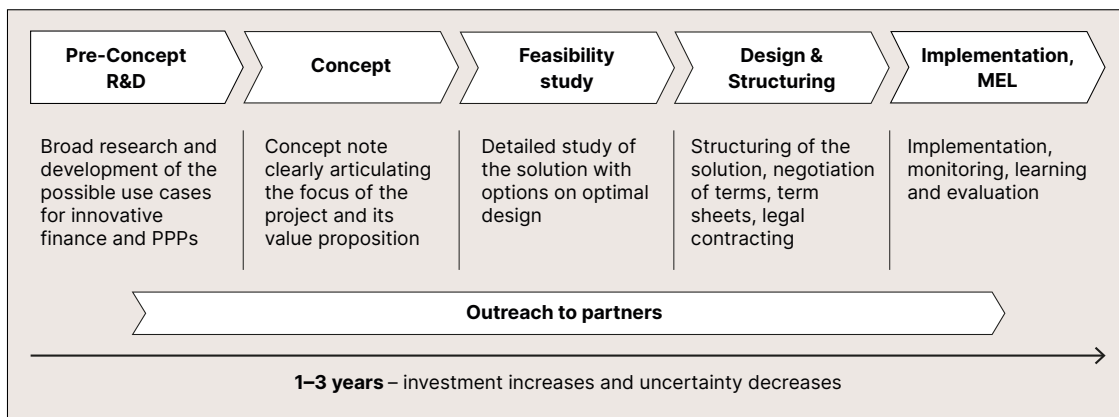 Pre-Concept
R&D
Concept
Feasibility
study
Design &
Structuring
Implementation,
MEL
Broad research and
development of the
possible use cases
for innovative
finance and PPPs
Concept note
clearly articulating
the focus of the
project and its
value proposition
Detailed study of
the solution with
options on optimal
design
Structuring of the
solution, negotiation
of terms, term
sheets, legal
contracting
Implementation,
monitoring, learning
and evaluation
Outreach to partners
1–3 years – investment increases and uncertainty decreases